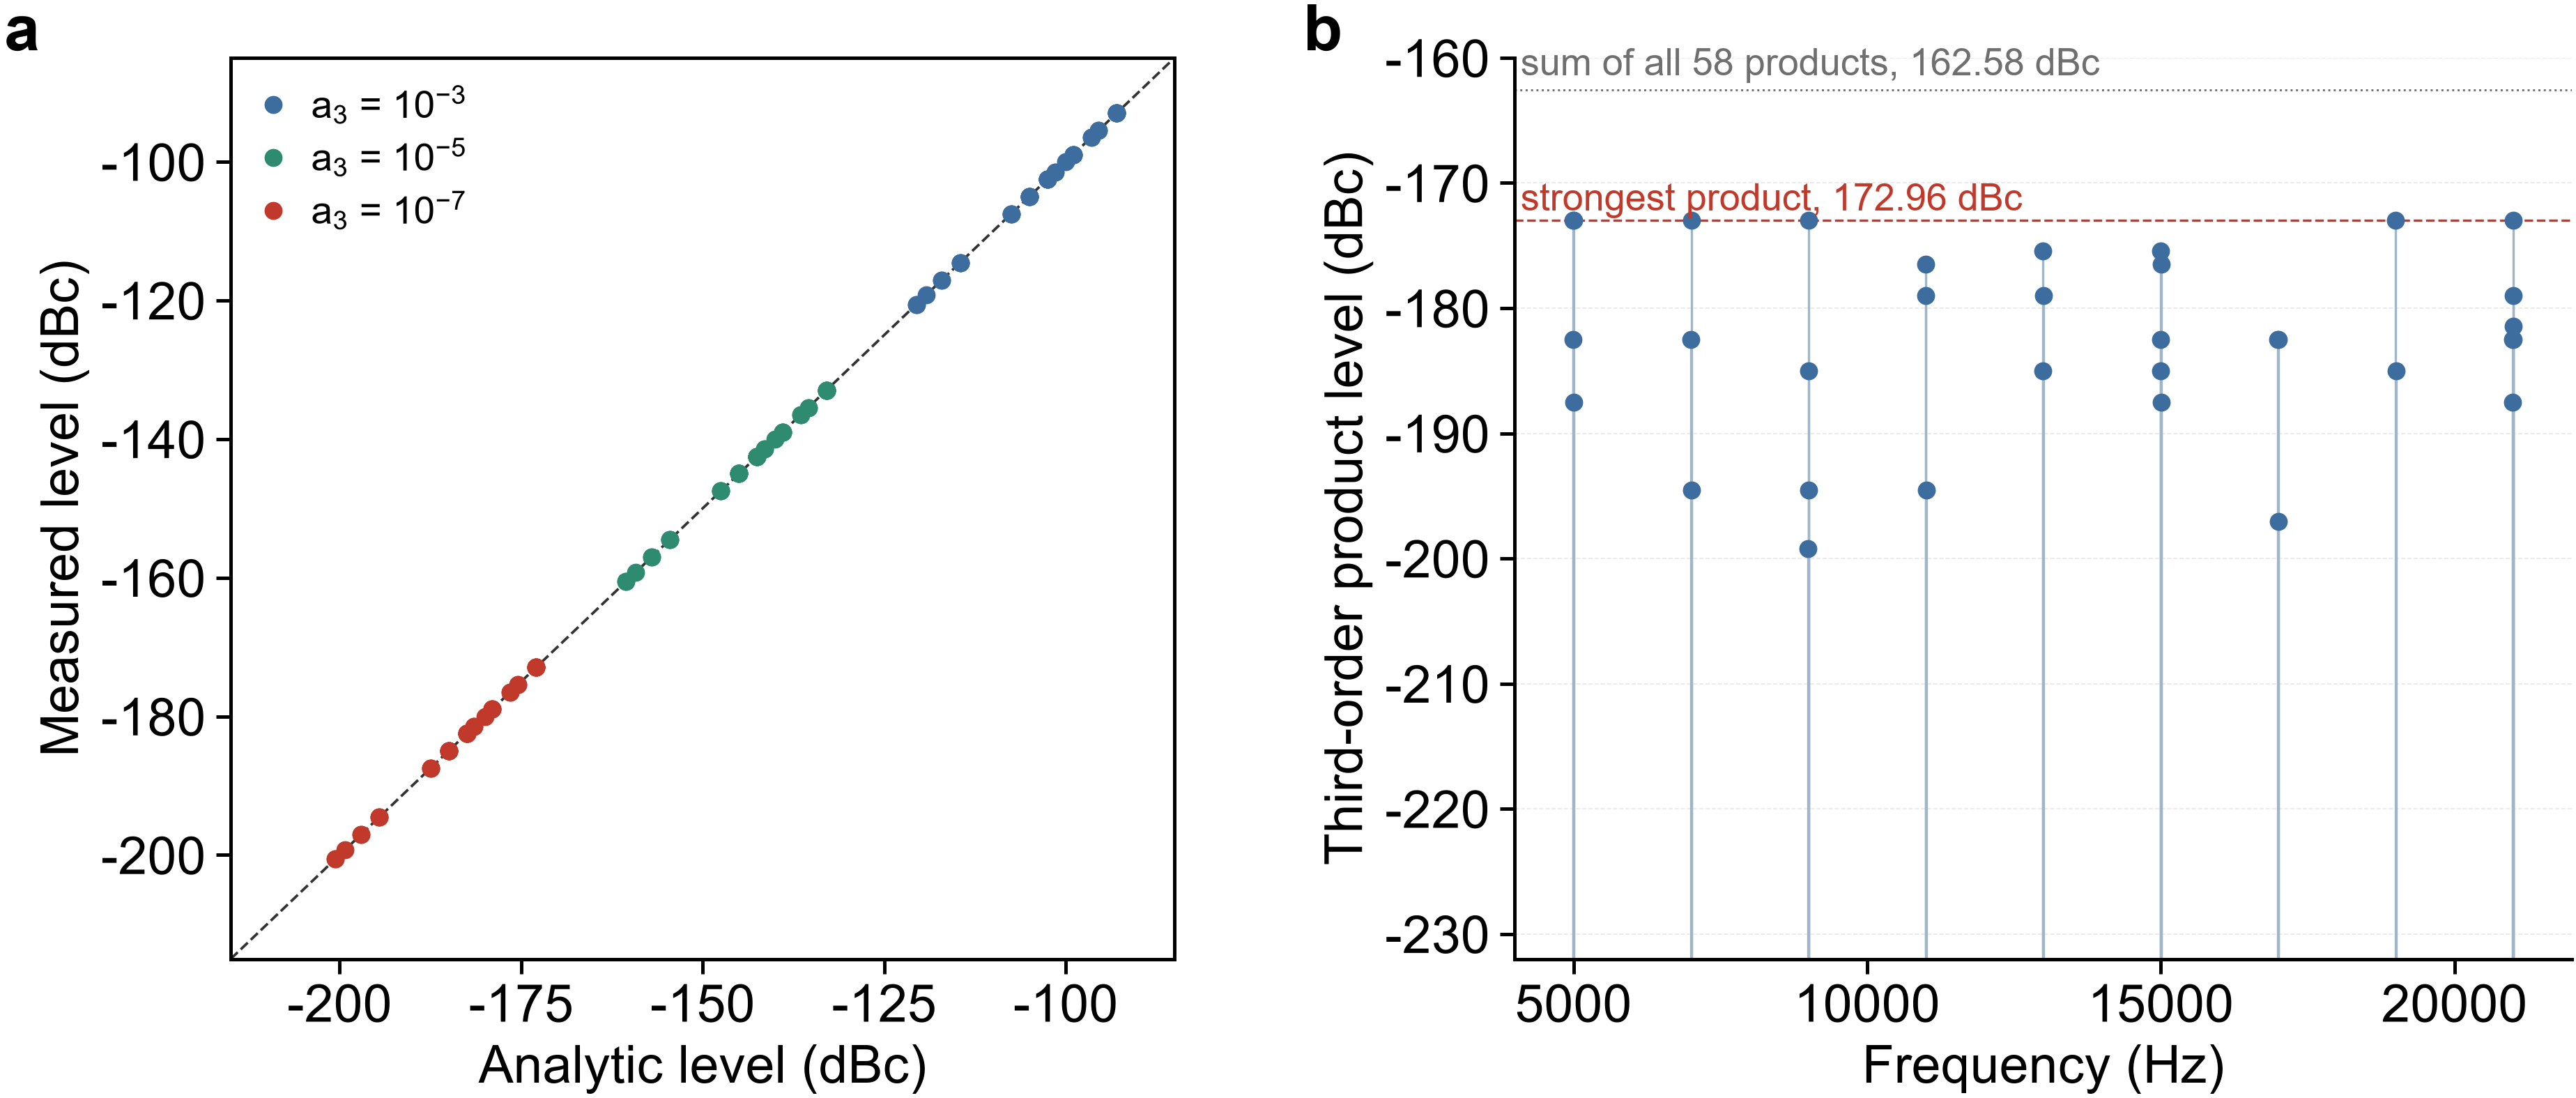 a
a₃ = 10⁻³
a₃ = 10⁻⁵
a₃ = 10⁻⁷
Measured level (dBc)
-100
-120
-140
-160
-180
-200
-200 -175 -150 -125 -100
Analytic level (dBc)
b
sum of all 58 products, 162.58 dBc
strongest product, 172.96 dBc
Third-order product level (dBc)
-160
-170
-180
-190
-200
-210
-220
-230
5000 10000 15000 20000
Frequency (Hz)